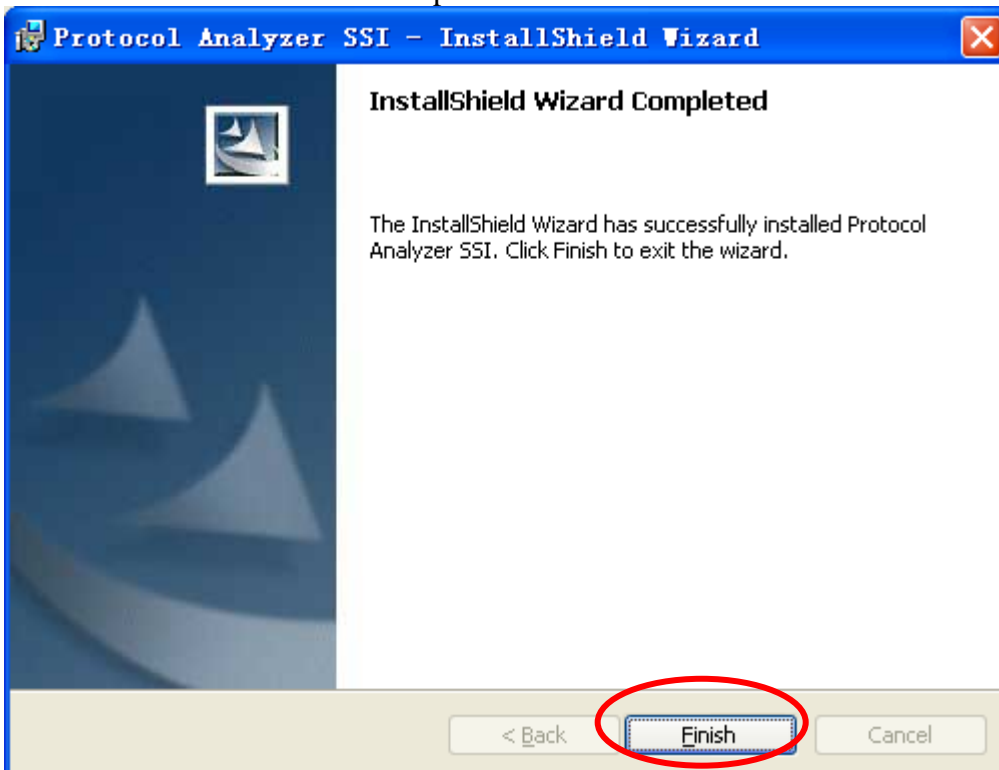 Protocol Analyzer SSI - InstallShield Wizard
InstallShield Wizard Completed
The InstallShield Wizard has successfully installed Protocol
Analyzer SSI. Click Finish to exit the wizard.
< Back
Finish
Cancel